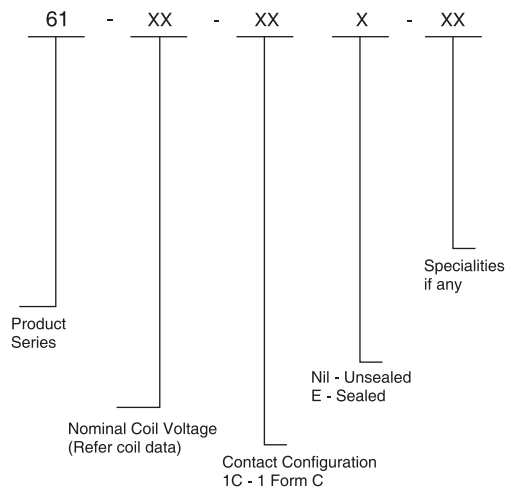 61 - XX - XX X - XX
Specialities
if any
Product
Series
Nil - Unsealed
E - Sealed
Nominal Coil Voltage
(Refer coil data)
Contact Configuration
1C - 1 Form C